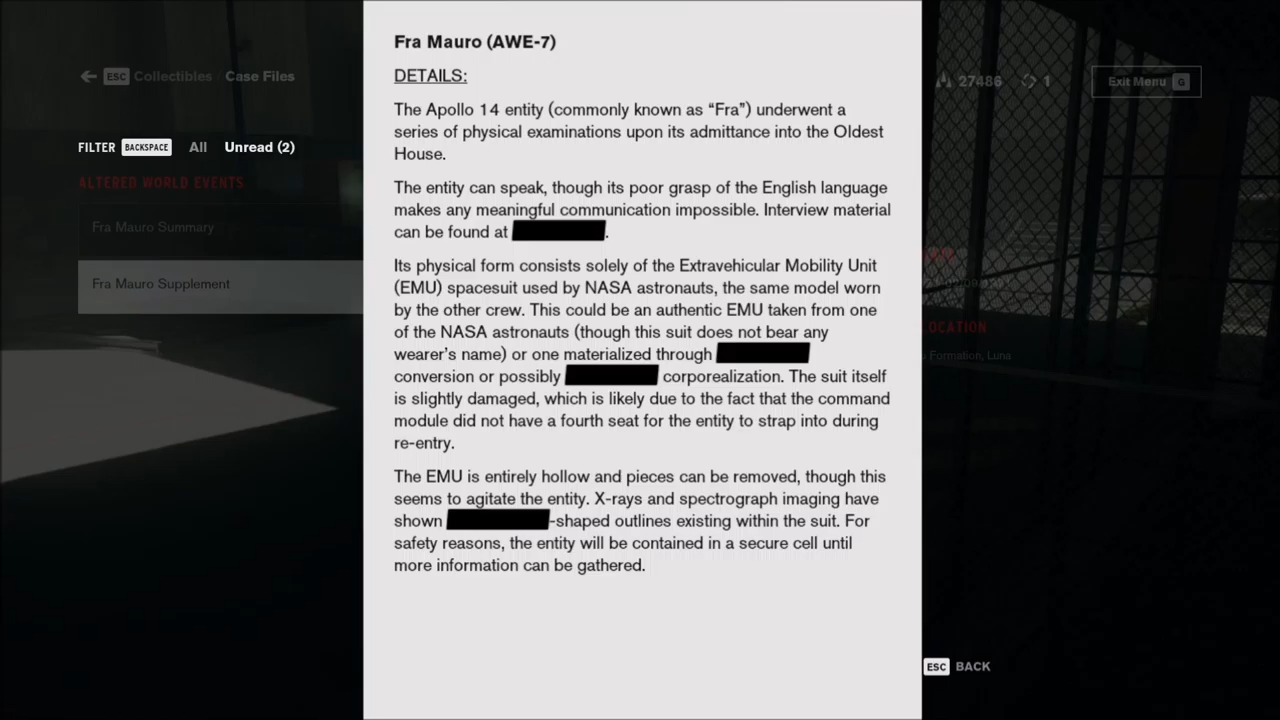 Fra Mauro (AWE-7)
DETAILS:
The Apollo 14 entity (commonly known as “Fra”) underwent a
series of physical examinations upon its admittance into the Oldest
House.
The entity can speak, though its poor grasp of the English language
makes any meaningful communication impossible. Interview material
can be found at .
Its physical form consists solely of the Extravehicular Mobility Unit
(EMU) spacesuit used by NASA astronauts, the same model worn
by the other crew. This could be an authentic EMU taken from one
of the NASA astronauts (though this suit does not bear any
wearer’s name) or one materialized through
conversion or possibly corporealization. The suit itself
is slightly damaged, which is likely due to the fact that the command
module did not have a fourth seat for the entity to strap into during
re-entry.
The EMU is entirely hollow and pieces can be removed, though this
seems to agitate the entity. X-rays and spectrograph imaging have
shown -shaped outlines existing within the suit. For
safety reasons, the entity will be contained in a secure cell until
more information can be gathered.
ESC Collectibles Case Files
FILTER BACKSPACE All Unread (2)
ALTERED WORLD EVENTS
Fra Mauro Summary
Fra Mauro Supplement
27486 1
Exit Menu G
LOCATION
Formation, Luna
ESC BACK